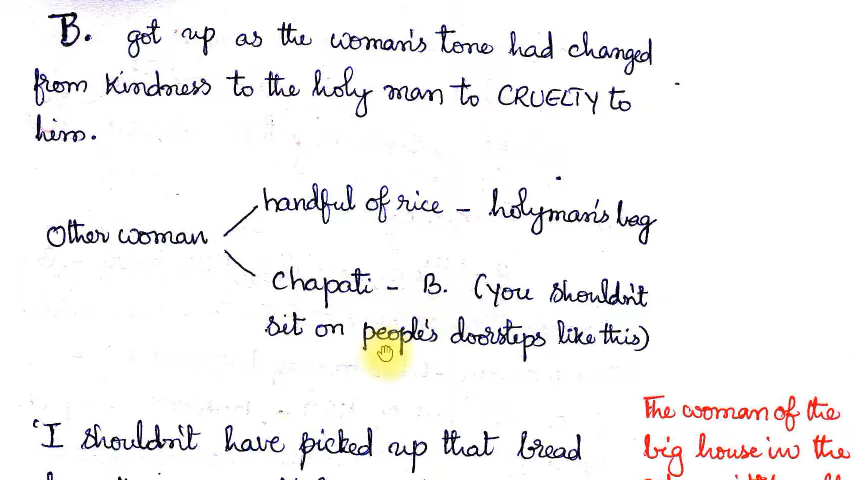 B. got up as the woman's tone had changed
from kindness to the holy man to CRUELTY to
him.
handful of rice - holyman's beg
Other woman
chapati - B. (you shouldn't
sit on people's doorsteps like this)
'I shouldn't have picked up that bread
The woman of the
big house in the